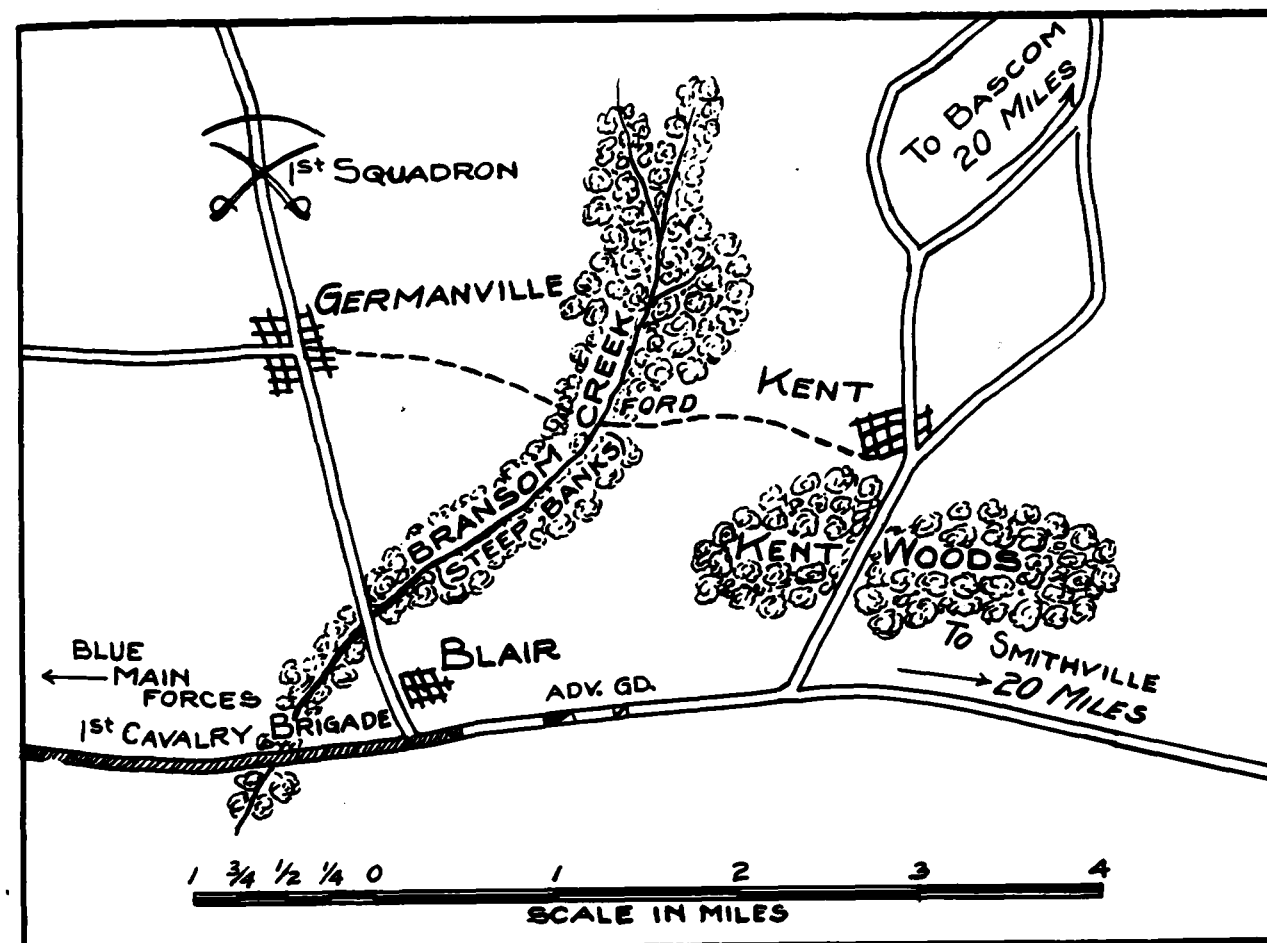 To BASCOM
20 MILES
1st SQUADRON
GERMANVILLE
KENT
FORD
BRANSOM CREEK
(STEEP BANKS)
KENT WOODS
To SMITHVILLE
20 MILES
BLAIR
BLUE
MAIN
FORCES
ADV. GD.
1st CAVALRY BRIGADE
1 3/4 1/2 1/4 0 1 2 3 4
SCALE IN MILES